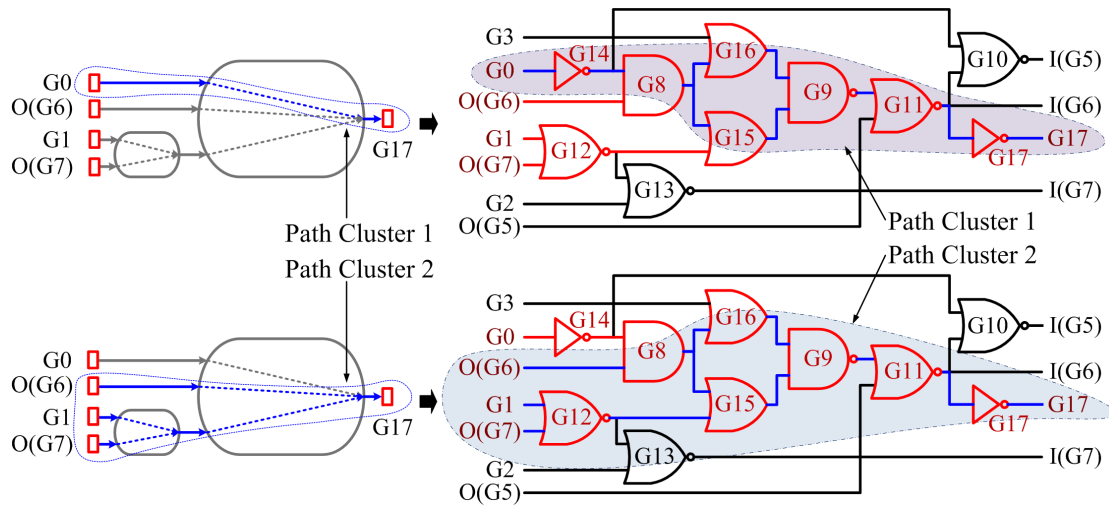 G0
O(G6)
G1
O(G7)
G17
Path Cluster 1
G3
G14
G16
G10
I(G5)
G0
G8
G9
G11
I(G6)
O(G6)
G1
G12
G15
G17
G17
O(G7)
G13
I(G7)
G2
O(G5)
Path Cluster 1
Path Cluster 2
G0
O(G6)
G1
O(G7)
G17
Path Cluster 2
G3
G14
G16
G10
I(G5)
G0
G8
G9
G11
I(G6)
O(G6)
G1
G12
G15
G17
G17
O(G7)
G13
I(G7)
G2
O(G5)